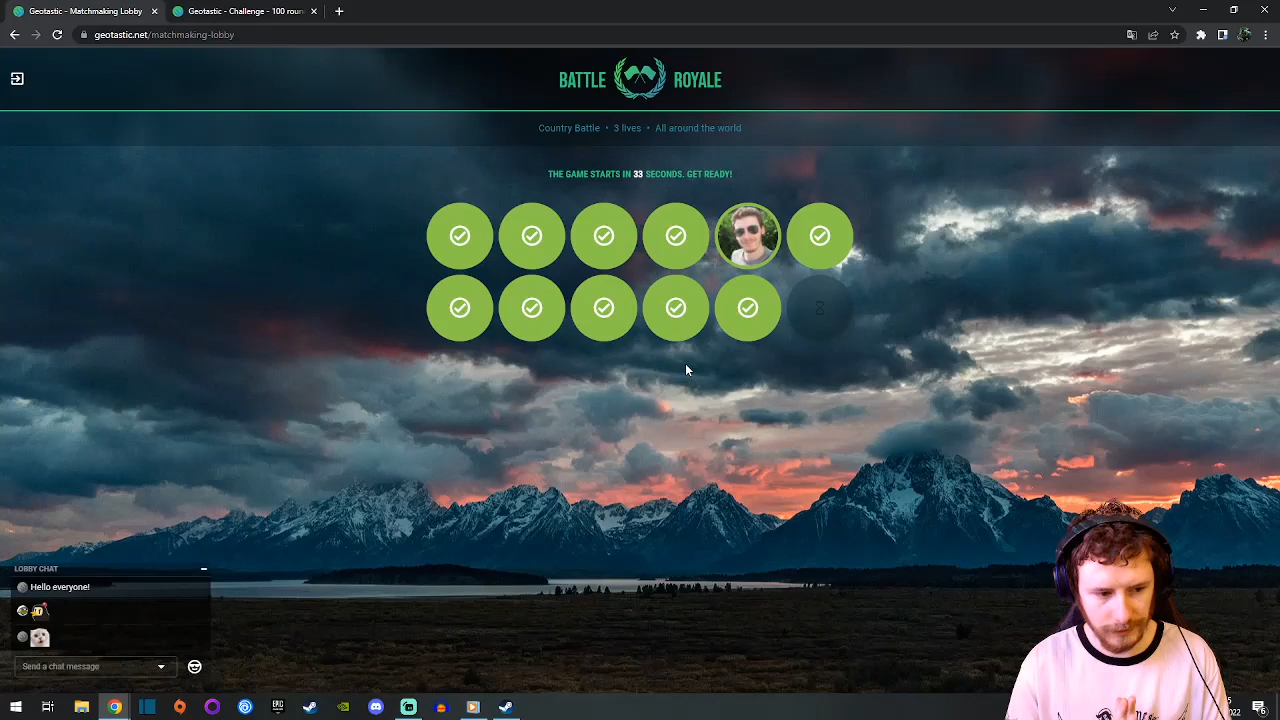 Geotastic - Matchmaking Lobby
Geotastic - Challenge - 100 roun
geotastic.net/matchmaking-lobby
BATTLE ROYALE
Country Battle • 3 lives • All around the world
THE GAME STARTS IN 33 SECONDS. GET READY!
LOBBY CHAT
Hello everyone!
Send a chat message
EPIC